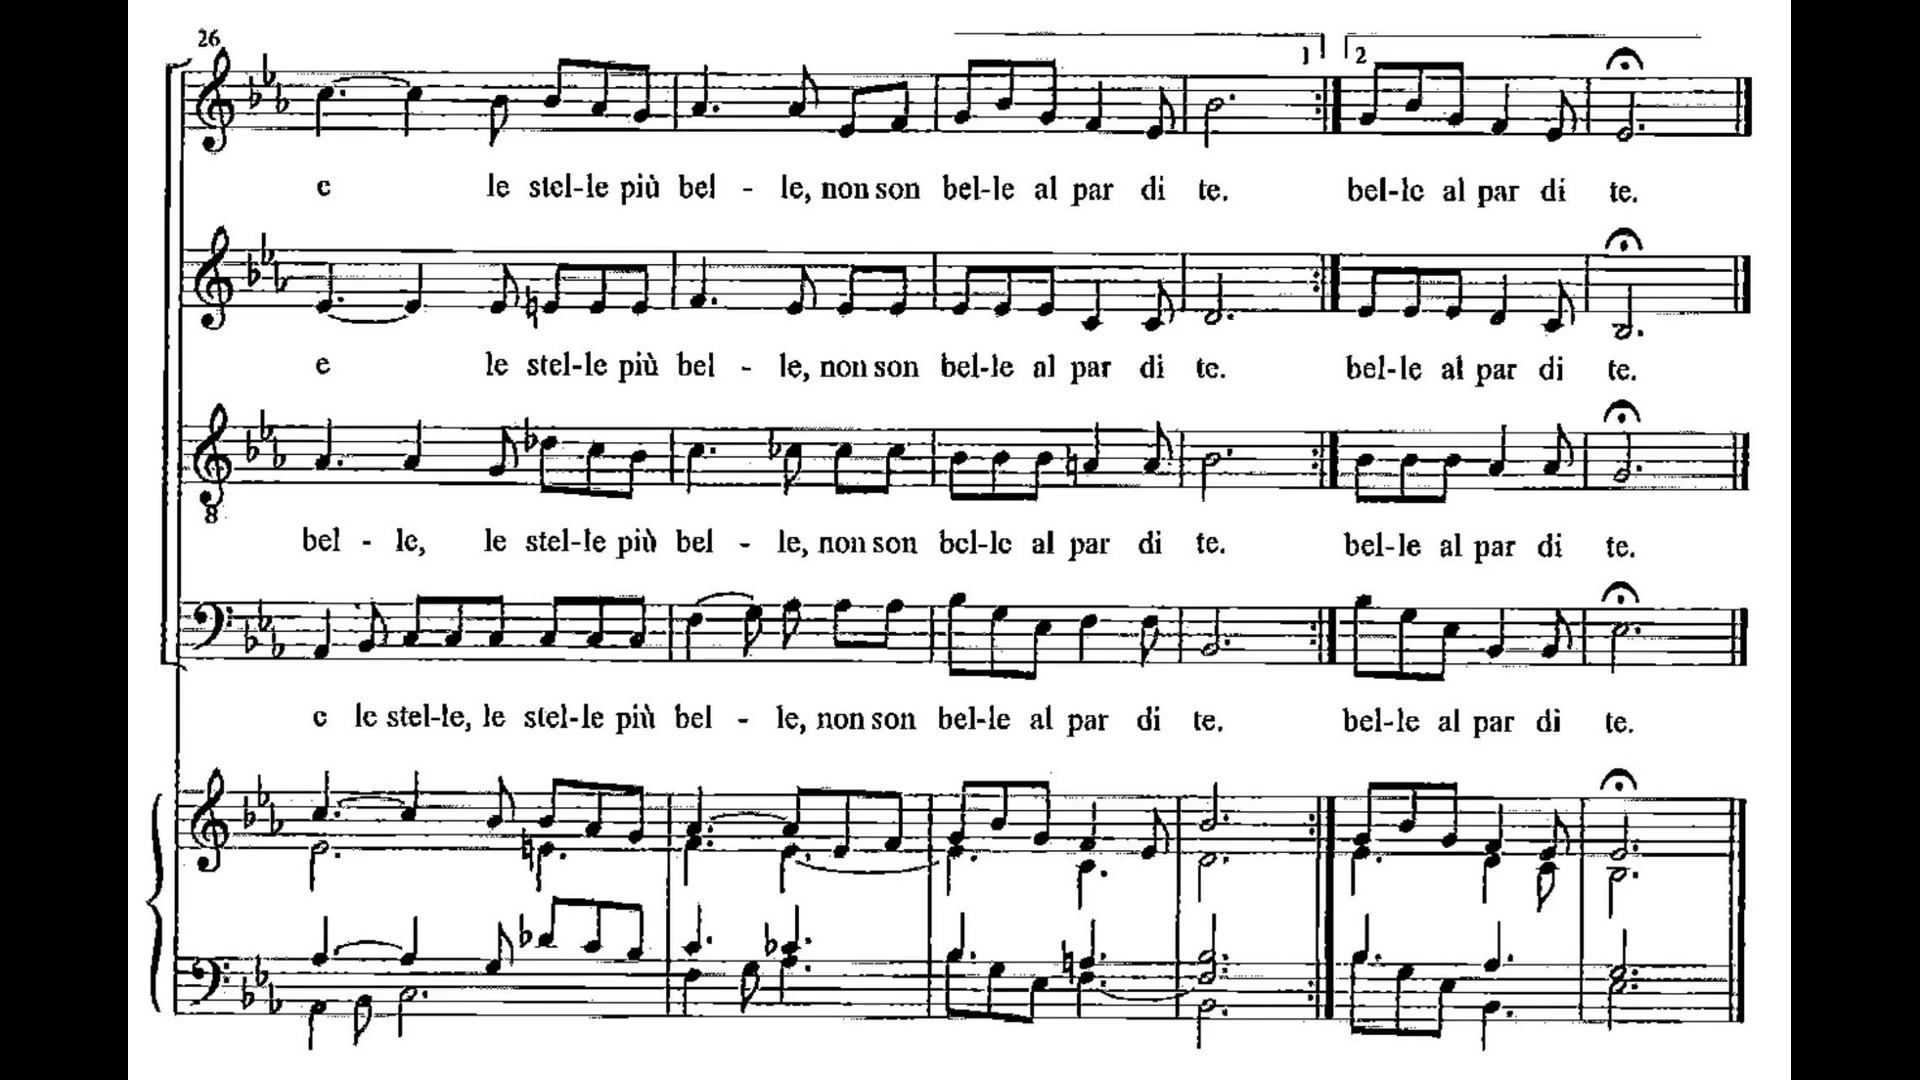 26
1 2
e le stel-le più bel - le, non son bel-le al par di te. bel-le al par di te.
e le stel-le più bel - le, non son bel-le al par di te. bel-le al par di te.
8
bel - le, le stel-le più bel - le, non son bel-le al par di te. bel-le al par di te.
e le stel-le, le stel-le più bel - le, non son bel-le al par di te. bel-le al par di te.